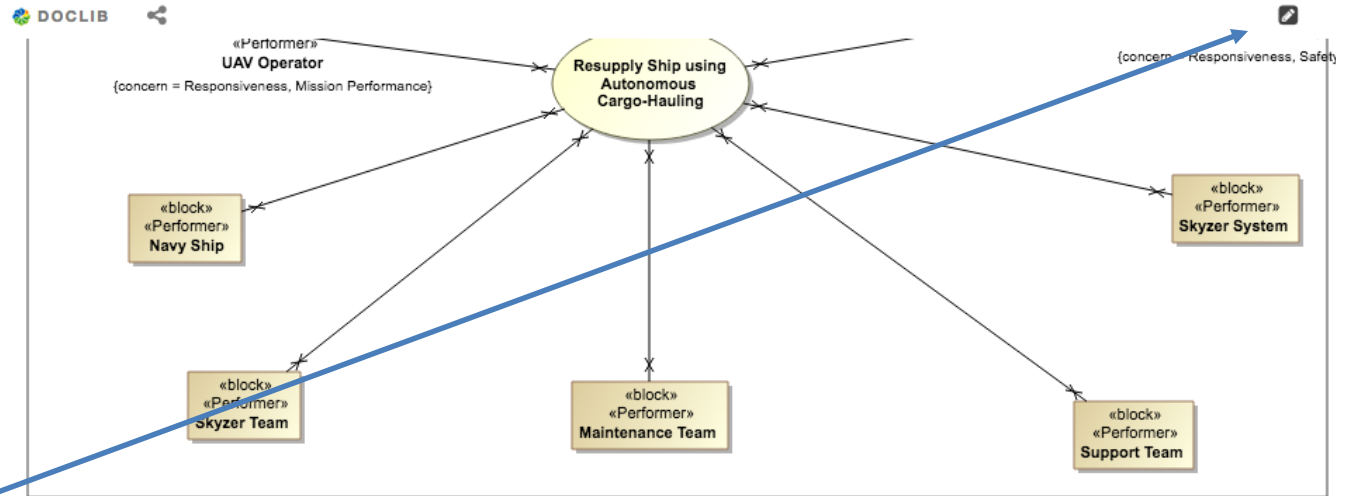 DOCLIB
«Performer»
UAV Operator
{concern = Responsiveness, Mission Performance}
Resupply Ship using
Autonomous
Cargo-Hauling
{concern = Responsiveness, Safety
«block»
«Performer»
Navy Ship
«block»
«Performer»
Skyzer System
«block»
«Performer»
Skyzer Team
«block»
«Performer»
Maintenance Team
«block»
«Performer»
Support Team